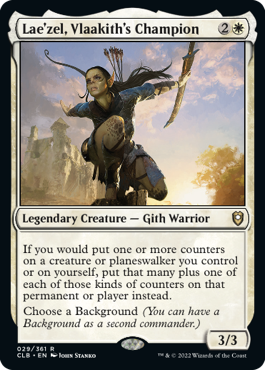 Lae'zel, Vlaakith's Champion 2
Legendary Creature — Gith Warrior
If you would put one or more counters
on a creature or planeswalker you control
or on yourself, put that many plus one of
each of those kinds of counters on that
permanent or player instead.
Choose a Background (You can have a
Background as a second commander.)
3/3
029/361 R
CLB • EN JOHN STANKO
™ & © 2022 Wizards of the Coast